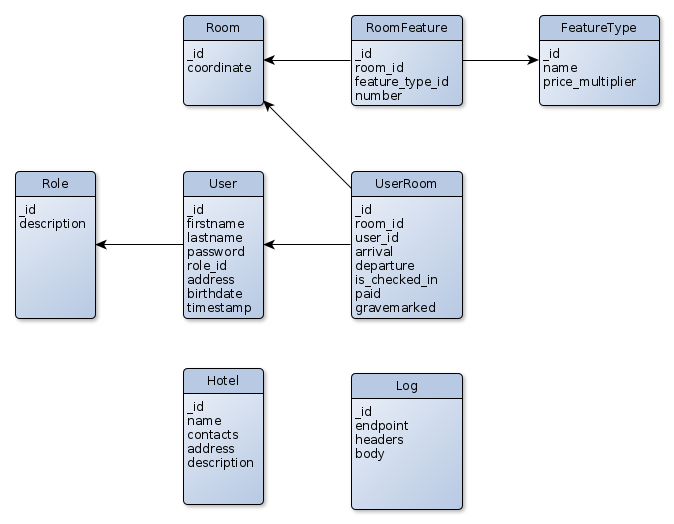 Room
_id
coordinate
RoomFeature
_id
room_id
feature_type_id
number
FeatureType
_id
name
price_multiplier
Role
_id
description
User
_id
firstname
lastname
password
role_id
address
birthdate
timestamp
UserRoom
_id
room_id
user_id
arrival
departure
is_checked_in
paid
gravemarked
Hotel
_id
name
contacts
address
description
Log
_id
endpoint
headers
body